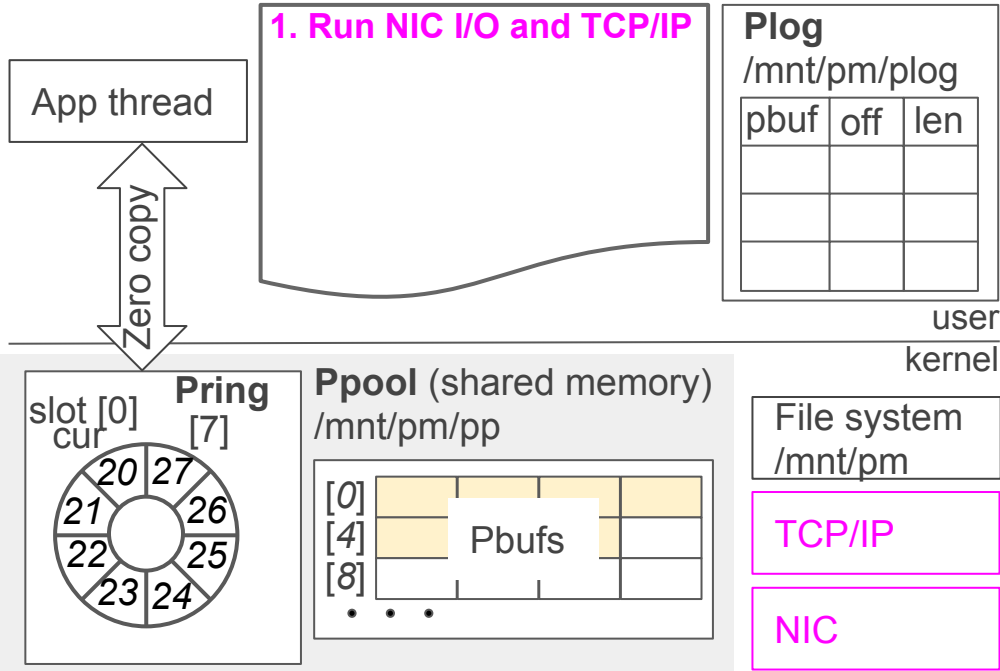 1. Run NIC I/O and TCP/IP
App thread
Zero copy
Plog
/mnt/pm/plog
pbuf off len
user
kernel
Pring
slot [0]
[7]
cur
20 27
21 26
22 25
23 24
Ppool (shared memory)
/mnt/pm/pp
[0]
[4]
[8]
Pbufs
• • •
File system
/mnt/pm
TCP/IP
NIC